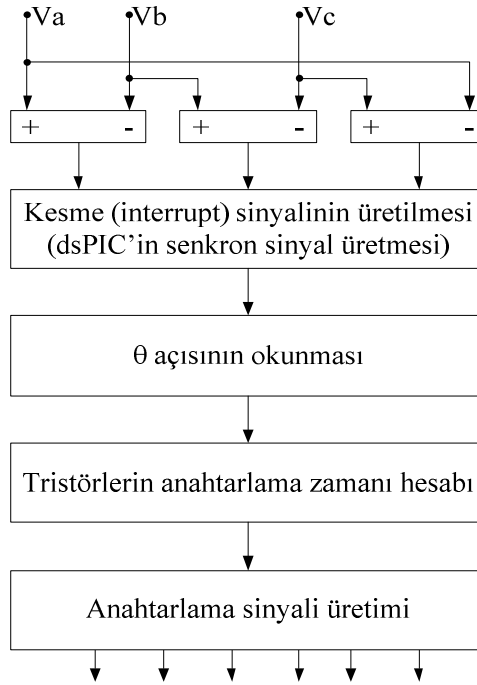 Va Vb Vc
+ - + - + -
Kesme (interrupt) sinyalinin üretilmesi
(dsPIC’in senkron sinyal üretmesi)
θ açısının okunması
Tristörlerin anahtarlama zamanı hesabı
Anahtarlama sinyali üretimi